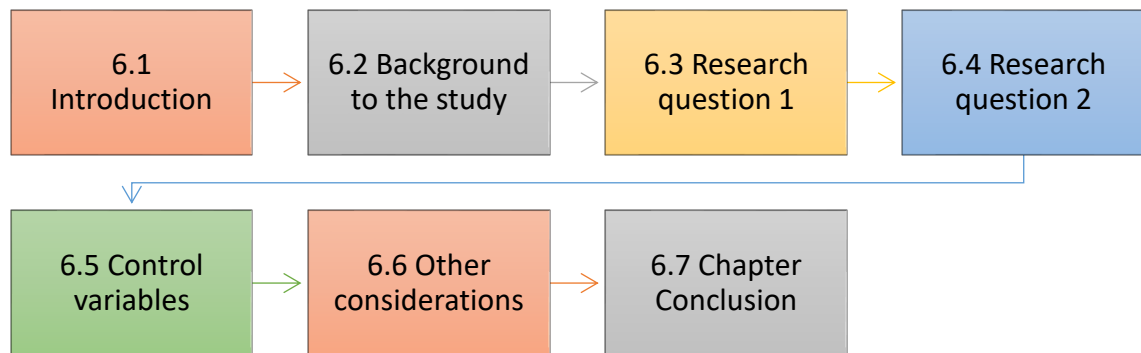 6.1
Introduction
6.2 Background
to the study
6.3 Research
question 1
6.4 Research
question 2
6.5 Control
variables
6.6 Other
considerations
6.7 Chapter
Conclusion